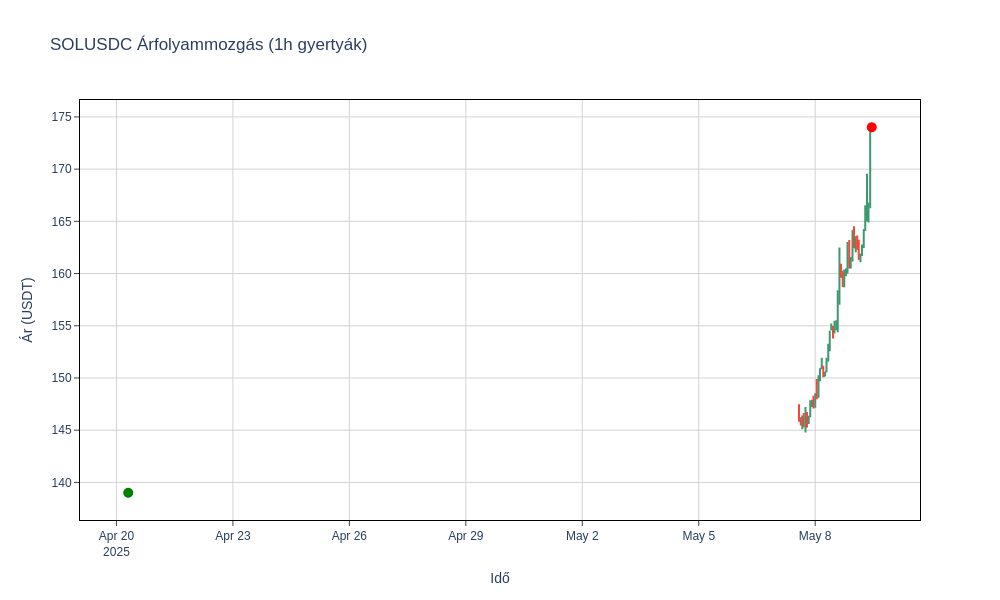 SOLUSDC Árfolyammozgás (1h gyertyák)
175
170
165
160
155
150
145
140
Ár (USDT)
Apr 20 Apr 23 Apr 26 Apr 29 May 2 May 5 May 8
2025
Idő